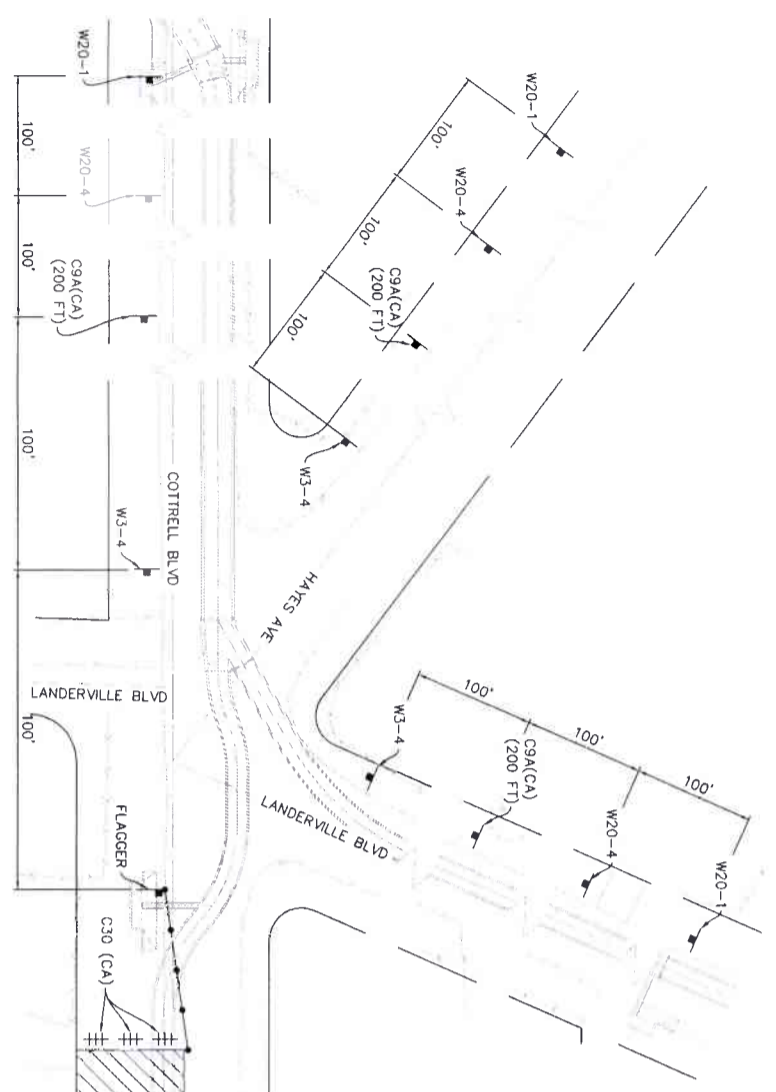 W20-1
100'
W20-4
100'
C9A(CA)
(200 FT)
100'
W3-4
COTTRELL BLVD
LANDERVILLE BLVD
100'
FLAGGER
C30 (CA)
W20-1
100'
W20-4
100'
C9A(CA)
(200 FT)
100'
W3-4
HAYES AVE
100'
100'
100'
W3-4
C9A(CA)
(200 FT)
W20-4
W20-1
LANDERVILLE BLVD